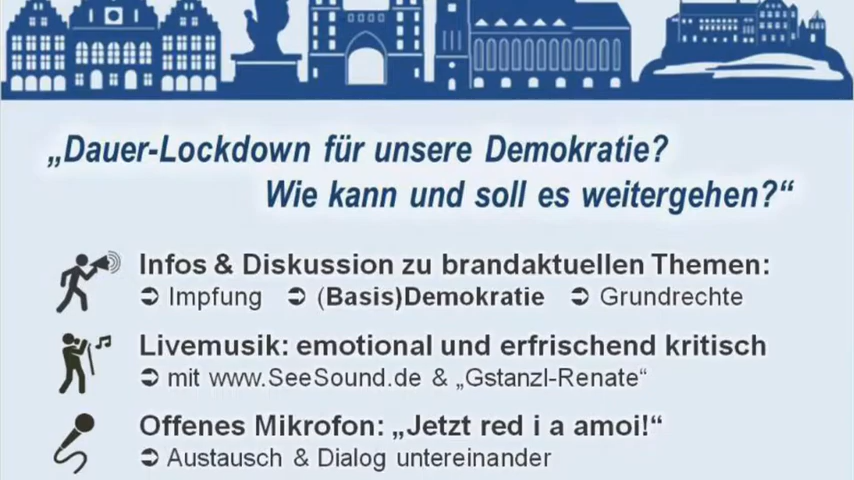 „Dauer-Lockdown für unsere Demokratie?
Wie kann und soll es weitergehen?“
Infos & Diskussion zu brandaktuellen Themen:
➲ Impfung ➲ (Basis)Demokratie ➲ Grundrechte
Livemusik: emotional und erfrischend kritisch
➲ mit www.SeeSound.de & „Gstanzl-Renate“
Offenes Mikrofon: „Jetzt red i a amoi!“
➲ Austausch & Dialog untereinander